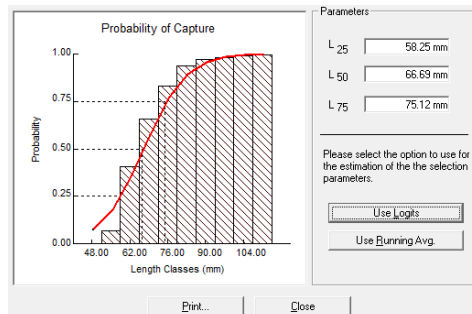 Probability of Capture
1.00
0.75
0.50
0.25
0.00
Probability
48.00 62.00 76.00 90.00 104.00
Length Classes (mm)
Parameters
L 25 58.25 mm
L 50 66.69 mm
L 75 75.12 mm
Please select the option to use for
the estimation of the the selection
parameters.
Use Logits
Use Running Avg.
Print... Close